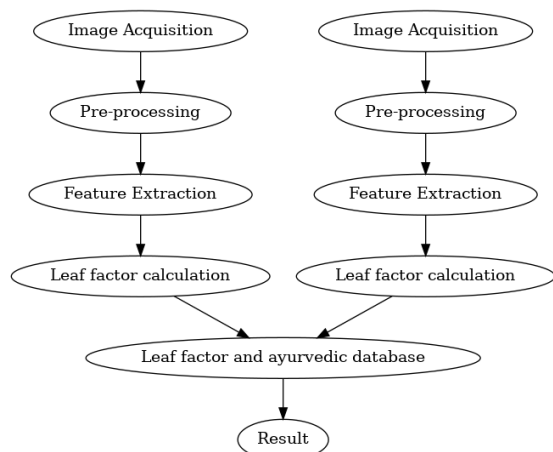 Image Acquisition
Image Acquisition
Pre-processing
Pre-processing
Feature Extraction
Feature Extraction
Leaf factor calculation
Leaf factor calculation
Leaf factor and ayurvedic database
Result